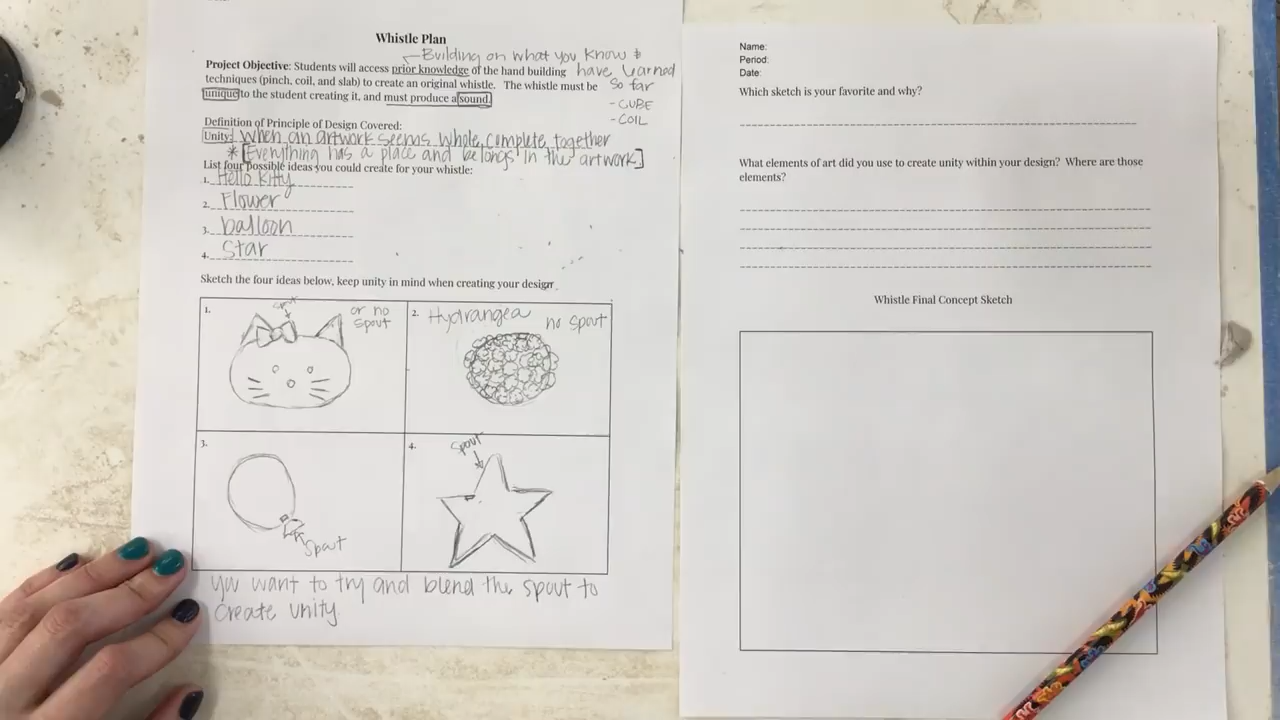 Whistle Plan
Building on what you know &
Project Objective: Students will access prior knowledge of the hand building have learned
techniques (pinch, coil, and slab) to create an original whistle. The whistle must be so far
unique to the student creating it, and must produce a sound.
- CUBE
- COIL
Definition of Principle of Design Covered:
Unity: When an artwork seems whole, complete, together
* [Everything has a place and belongs in the artwork]
List four possible ideas you could create for your whistle:
1. Hello Kitty
2. Flower
3. balloon
4. Star
Sketch the four ideas below, keep unity in mind when creating your design
1. spout or no
spout
2. Hydrangea no spout
3.
Spout
4. Spout
you want to try and blend the spout to
create unity.
Name:
Period:
Date:
Which sketch is your favorite and why?
What elements of art did you use to create unity within your design? Where are those
elements?
Whistle Final Concept Sketch